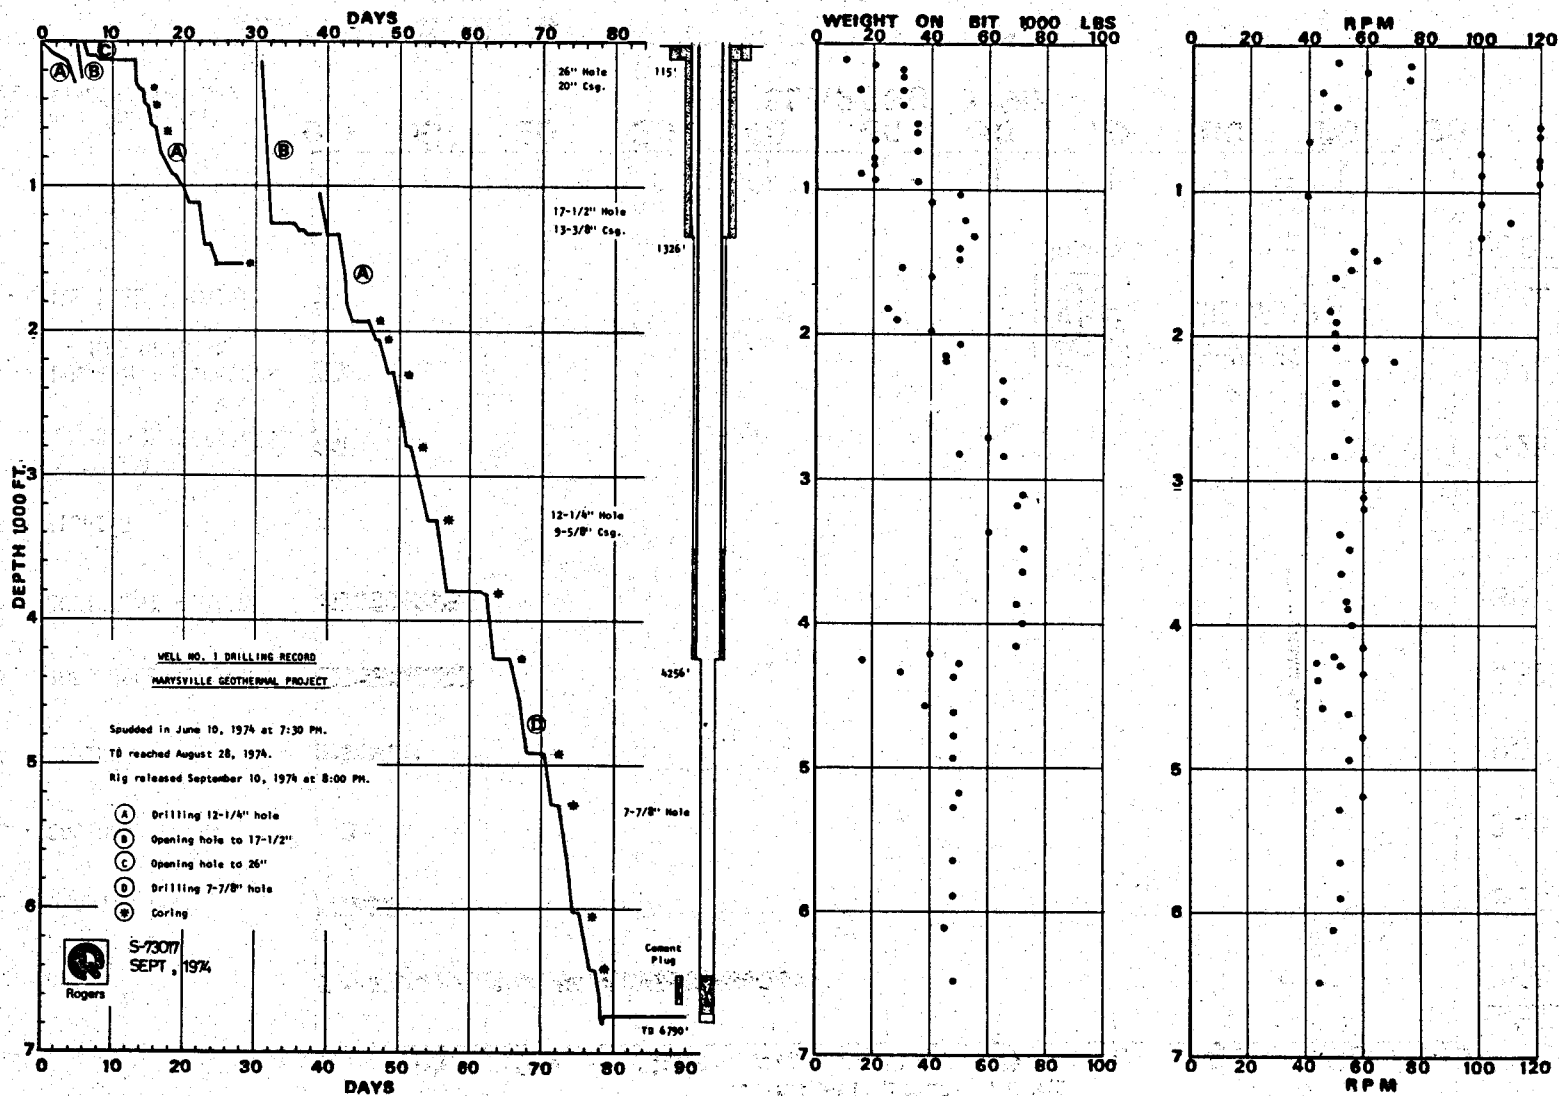 DAYS
0 10 20 30 40 50 60 70 80
WEIGHT ON BIT 1000 LBS
0 20 40 60 80 100
RPM
0 20 40 60 80 100 120
A
B
C
26" Hole
20" Csg.
115'
A
B
1
1
1
17-1/2" Hole
13-3/8" Csg.
1326'
A
2
2
2
DEPTH 1,000 FT.
3
3
3
12-1/4" Hole
9-5/8" Csg.
4
4
4
WELL NO. 1 DRILLING RECORD
MARYSVILLE GEOTHERMAL PROJECT
4256'
D
Spudded in June 10, 1974 at 7:30 PM.
TD reached August 28, 1974.
Rig released September 10, 1974 at 8:00 PM.
5
5
5
7-7/8" Hole
A Drilling 12-1/4" hole
B Opening hole to 17-1/2"
C Opening hole to 26"
D Drilling 7-7/8" hole
* Coring
6
6
6
S-73017
SEPT , 1974
Rogers
Cement
Plug
TD 6790'
7
7
7
0 10 20 30 40 50 60 70 80 90
DAYS
0 20 40 60 80 100
0 20 40 60 80 100 120
RPM